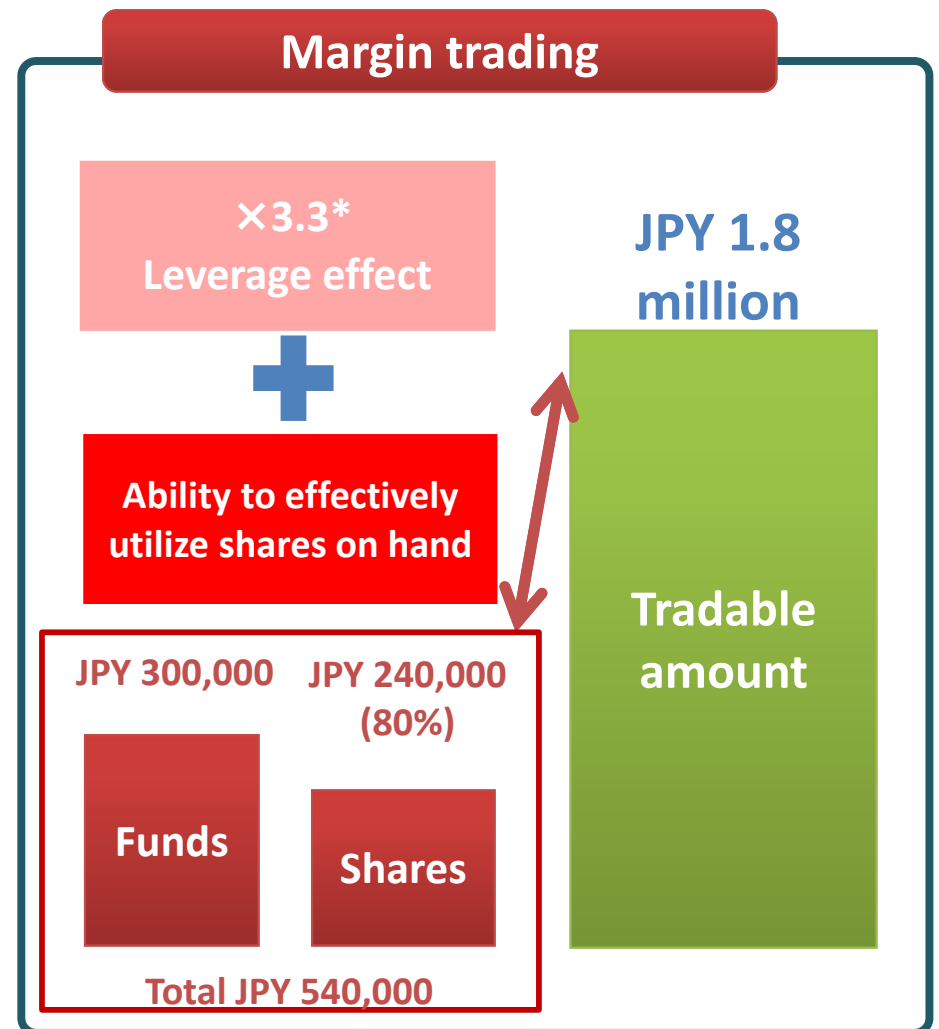 Margin trading
×3.3*
Leverage effect
JPY 1.8
million
Ability to effectively
utilize shares on hand
Tradable
amount
JPY 300,000
JPY 240,000
(80%)
Funds
Shares
Total JPY 540,000